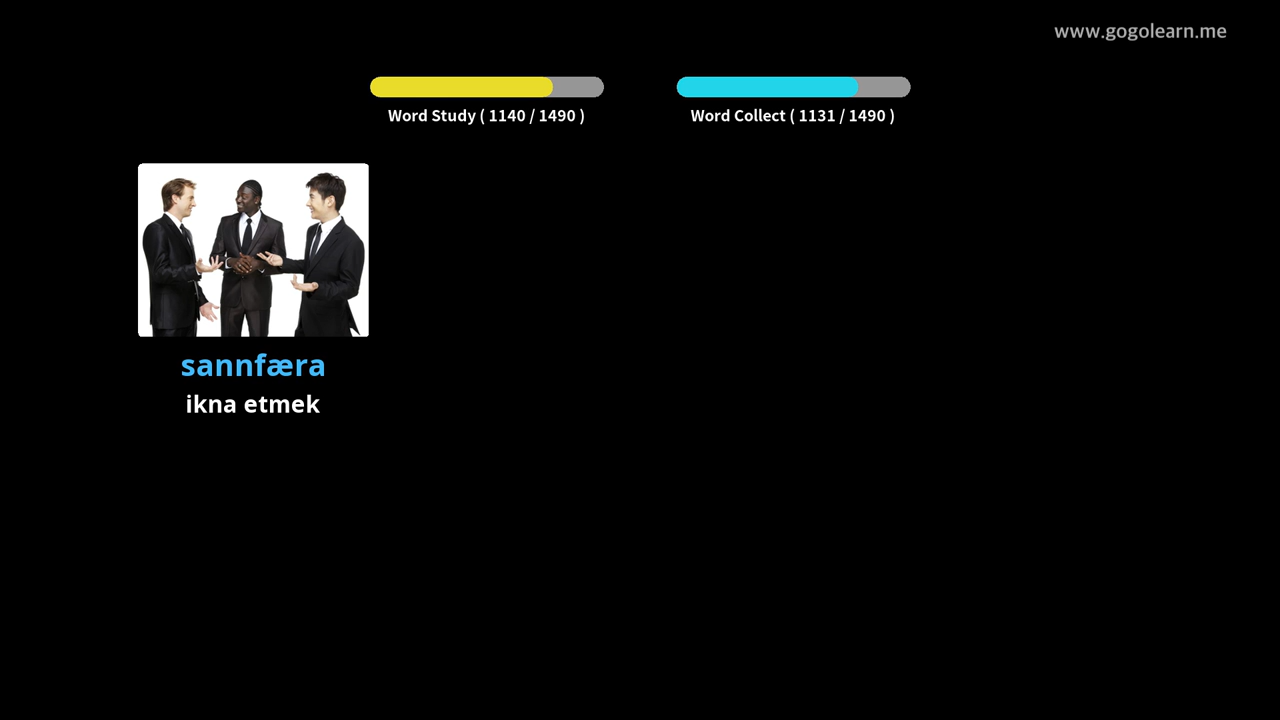 www.gogolearn.me
Word Study ( 1140 / 1490 )
Word Collect ( 1131 / 1490 )
sannfæra
ikna etmek